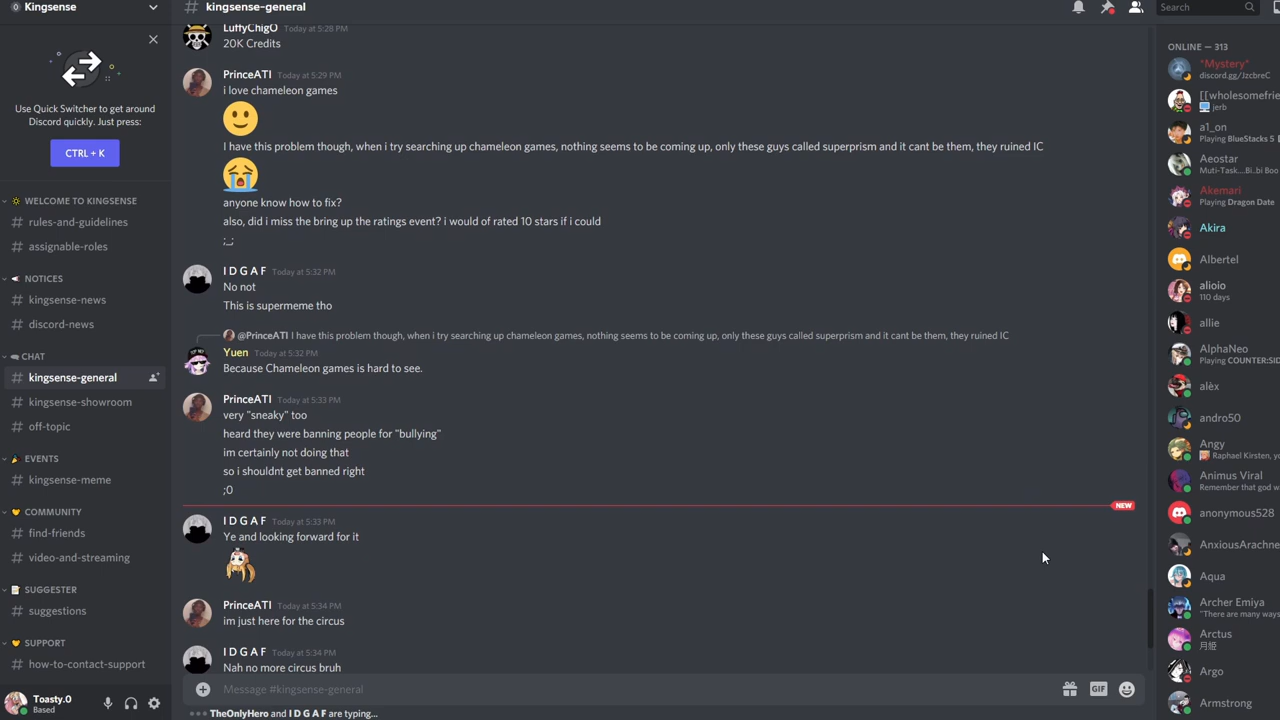 Kingsense
# kingsense-general
Search
Use Quick Switcher to get around
Discord quickly. Just press:
CTRL + K
WELCOME TO KINGSENSE
# rules-and-guidelines
# assignable-roles
NOTICES
# kingsense-news
# discord-news
CHAT
# kingsense-general
# kingsense-showroom
# off-topic
EVENTS
# kingsense-meme
COMMUNITY
# find-friends
# video-and-streaming
SUGGESTER
# suggestions
SUPPORT
# how-to-contact-support
Toasty.0
Based
LuffyChigO Today at 5:28 PM
20K Credits
PrinceATI Today at 5:29 PM
i love chameleon games
I have this problem though, when i try searching up chameleon games, nothing seems to be coming up, only these guys called superprism and it cant be them, they ruined IC
anyone know how to fix?
also, did i miss the bring up the ratings event? i would of rated 10 stars if i could
;_;
I D G A F Today at 5:32 PM
No not
This is supermeme tho
@PrinceATI I have this problem though, when i try searching up chameleon games, nothing seems to be coming up, only these guys called superprism and it cant be them, they ruined IC
Yuen Today at 5:32 PM
Because Chameleon games is hard to see.
PrinceATI Today at 5:33 PM
very "sneaky" too
heard they were banning people for "bullying"
im certainly not doing that
so i shouldnt get banned right
;0
NEW
I D G A F Today at 5:33 PM
Ye and looking forward for it
PrinceATI Today at 5:34 PM
im just here for the circus
I D G A F Today at 5:34 PM
Nah no more circus bruh
Message #kingsense-general
GIF
TheOnlyHero and I D G A F are typing...
ONLINE — 313
*Mystery*
discord.gg/JzcbreC
[[wholesomefrie
jerb
a1_on
Playing BlueStacks 5
Aeostar
Muti-Task....Bi..bi Boo
Akemari
Playing Dragon Date
Akira
Albertel
alioio
110 days
allie
AlphaNeo
Playing COUNTER:SID
alèx
andro50
Angy
Raphael Kirsten, yo
Animus Viral
Remember that god w
anonymous528
AnxiousArachne
Aqua
Archer Emiya
"There are many ways
Arctus
月姫
Argo
Armstrong